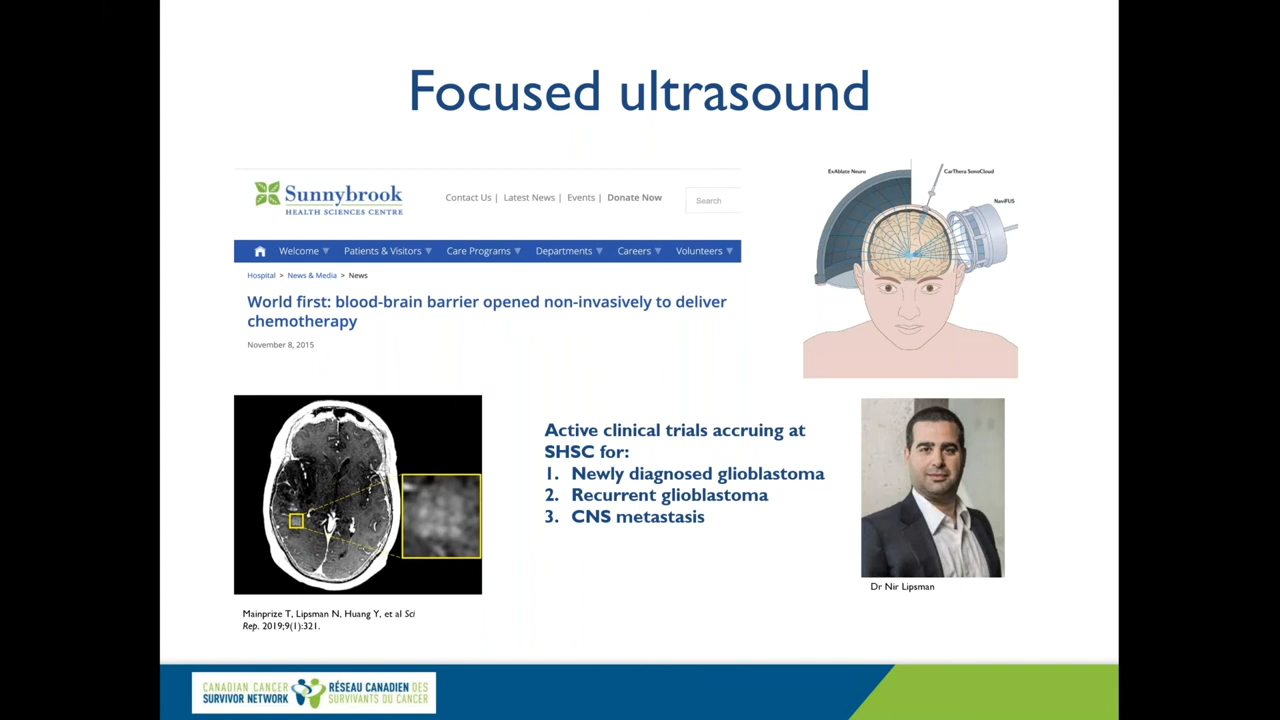 Focused ultrasound
Sunnybrook
HEALTH SCIENCES CENTRE
Contact Us | Latest News | Events | Donate Now
Search
Welcome Patients & Visitors Care Programs Departments Careers Volunteers
Hospital > News & Media > News
World first: blood-brain barrier opened non-invasively to deliver
chemotherapy
November 8, 2015
ExAblate Neuro
CarThera SonoCloud
NaviFUS
Active clinical trials accruing at
SHSC for:
1. Newly diagnosed glioblastoma
2. Recurrent glioblastoma
3. CNS metastasis
Dr Nir Lipsman
Mainprize T, Lipsman N, Huang Y, et al Sci
Rep. 2019;9(1):321.
CANADIAN CANCER
SURVIVOR NETWORK
RÉSEAU CANADIEN DES
SURVIVANTS DU CANCER